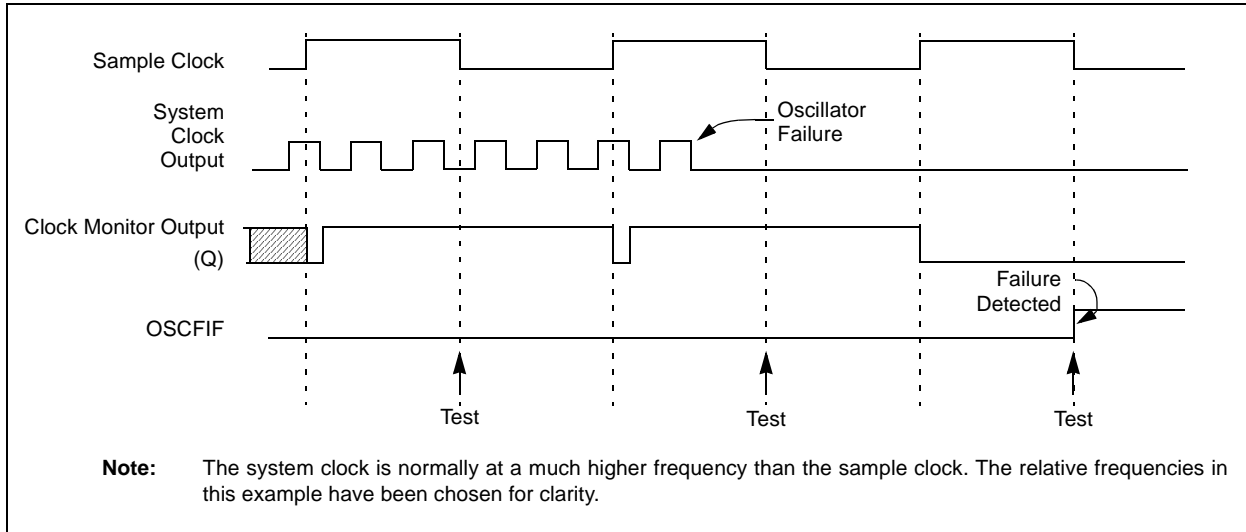 Sample Clock
System
Clock
Output
Oscillator
Failure
Clock Monitor Output
(Q)
Failure
Detected
OSCFIF
Test
Test
Test
Note: The system clock is normally at a much higher frequency than the sample clock. The relative frequencies in
this example have been chosen for clarity.